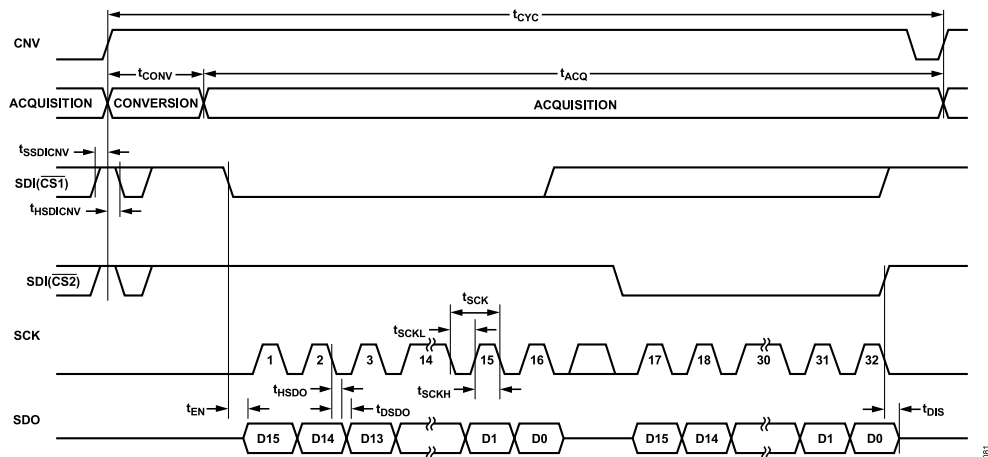 tCYC
CNV
tCONV
tACQ
ACQUISITION
CONVERSION
ACQUISITION
tSSDICNV
SDI(CS1)
tHSDICNV
SDI(CS2)
tSCK
SCK
tSCKL
1 2 3 14 15 16 17 18 30 31 32
tHSDO
tSCKH
tEN
tDSDO
tDIS
SDO
D15 D14 D13 D1 D0 D15 D14 D1 D0